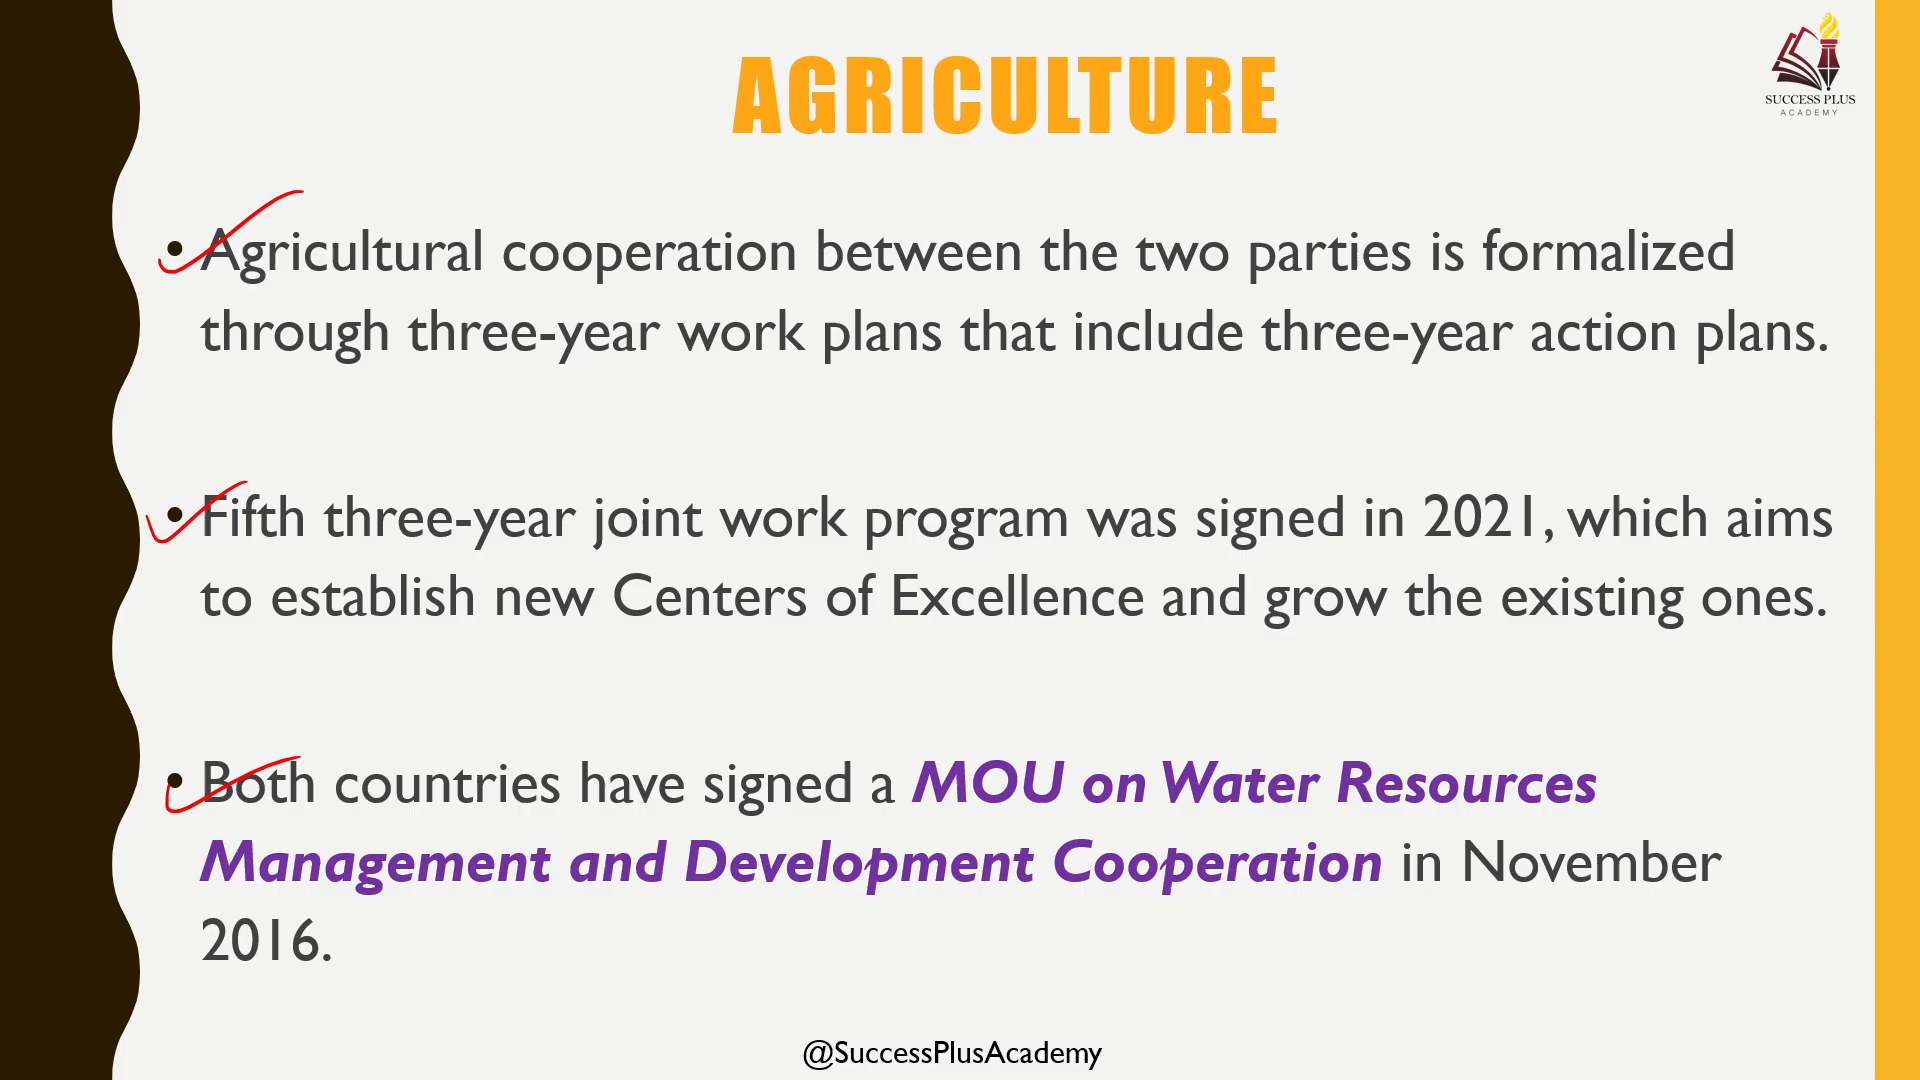 AGRICULTURE
SUCCESS PLUS
ACADEMY
• Agricultural cooperation between the two parties is formalized
through three-year work plans that include three-year action plans.
• Fifth three-year joint work program was signed in 2021, which aims
to establish new Centers of Excellence and grow the existing ones.
• Both countries have signed a MOU on Water Resources
Management and Development Cooperation in November
2016.
@SuccessPlusAcademy